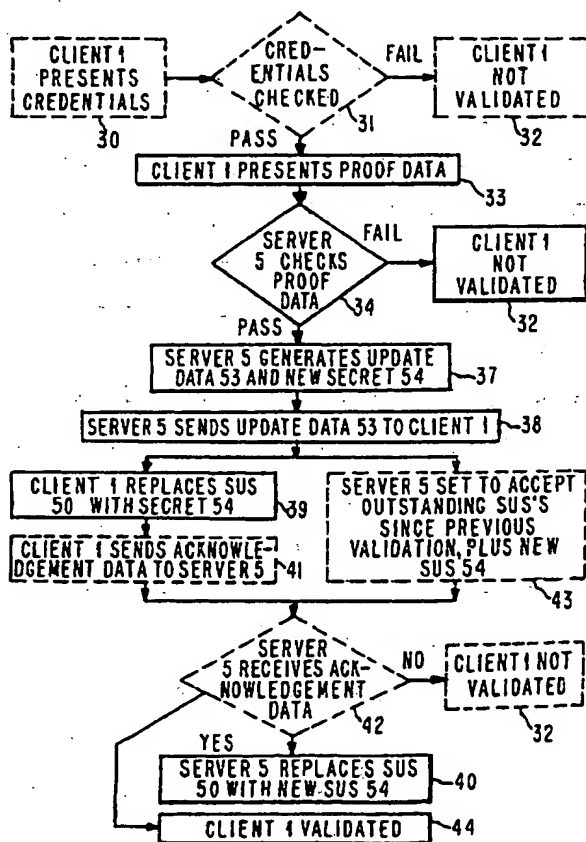 CLIENT 1
PRESENTS
CREDENTIALS
30
CRED-
ENTIALS
CHECKED
31
FAIL
CLIENT 1
NOT
VALIDATED
32
PASS
CLIENT 1 PRESENTS PROOF DATA
33
SERVER
5 CHECKS
PROOF
DATA
34
FAIL
CLIENT 1
NOT
VALIDATED
32
PASS
SERVER 5 GENERATES UPDATE
DATA 53 AND NEW SECRET 54
37
SERVER 5 SENDS UPDATE DATA 53 TO CLIENT 1
38
CLIENT 1 REPLACES SUS
50 WITH SECRET 54
39
CLIENT 1 SENDS ACKNOWLE-
DGEMENT DATA TO SERVER 5
41
SERVER 5 SET TO ACCEPT
OUTSTANDING SUS'S
SINCE PREVIOUS
VALIDATION, PLUS NEW
SUS 54
43
SERVER
5 RECEIVES ACK-
NOWLEDGEMENT
DATA
42
NO
CLIENT 1 NOT
VALIDATED
32
YES
SERVER 5 REPLACES SUS
50 WITH NEW SUS 54
40
CLIENT 1 VALIDATED
44